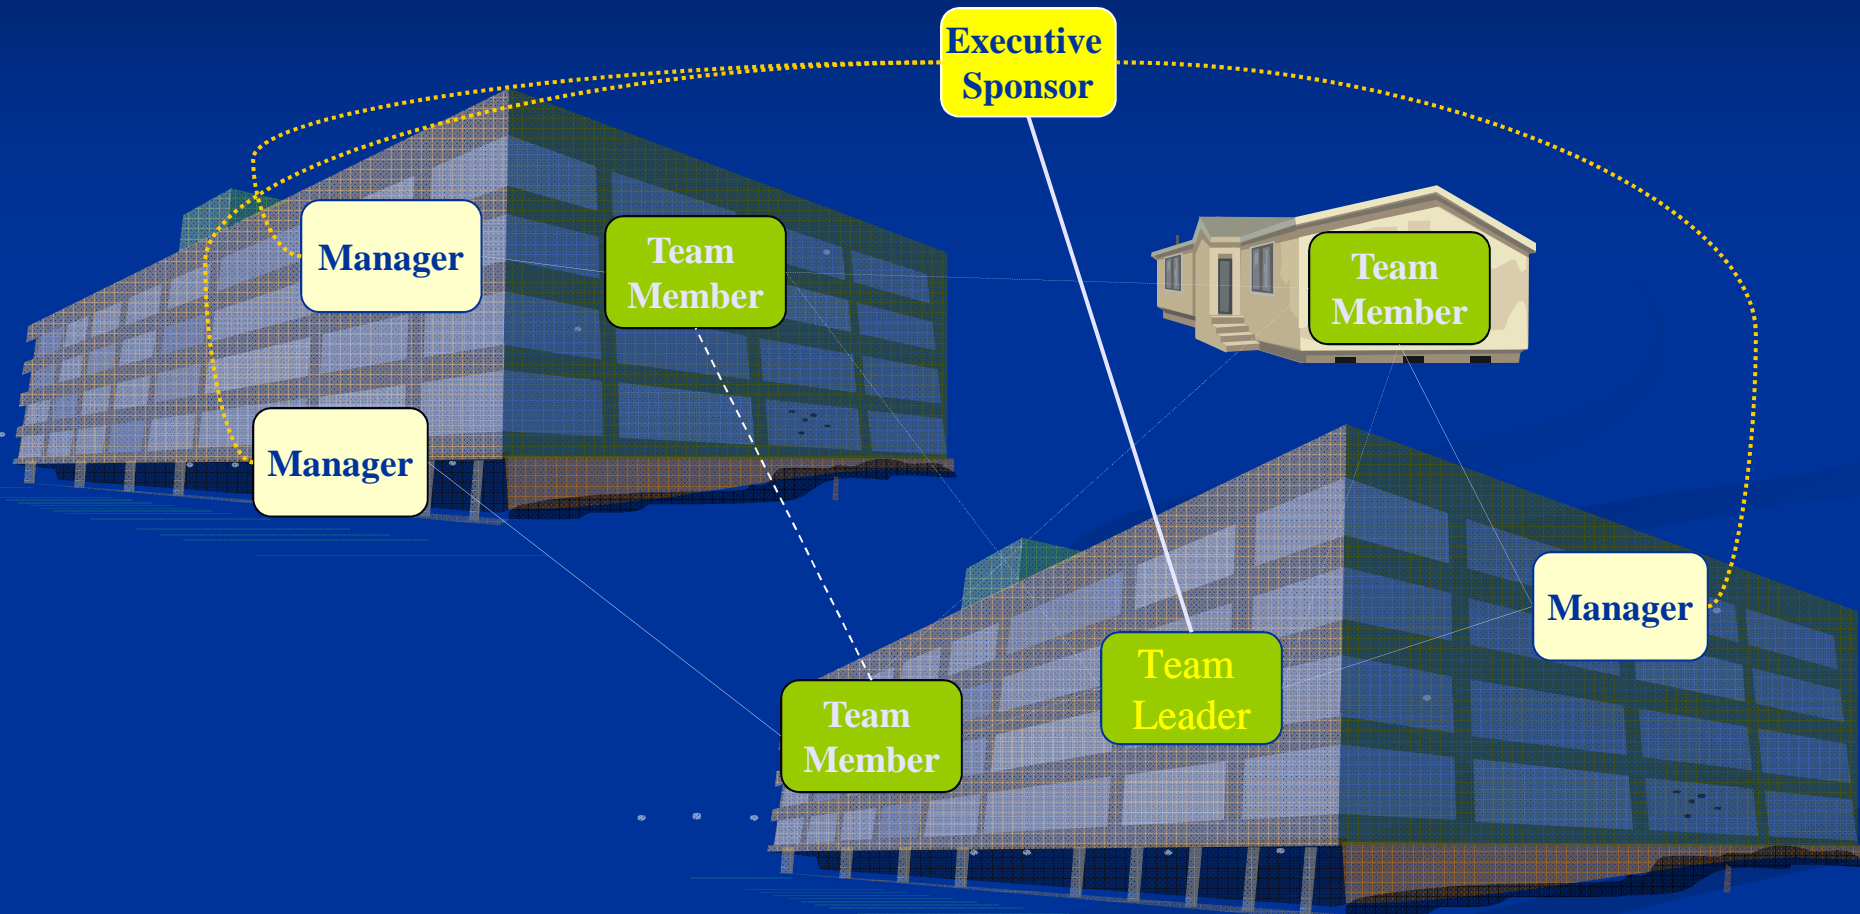 Executive
Sponsor
Manager
Team
Member
Team
Member
Manager
Manager
Team
Leader
Team
Member